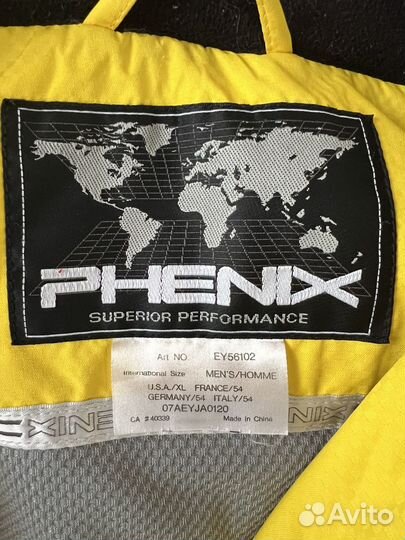 PHENIX
SUPERIOR PERFORMANCE
Art NO. EY56102
International Size MEN'S/HOMME
U.S.A./XL FRANCE/54
GERMANY/54 ITALY/54
07AEYJA0120
CA # 40339 Made in China
PHENIX
Avito